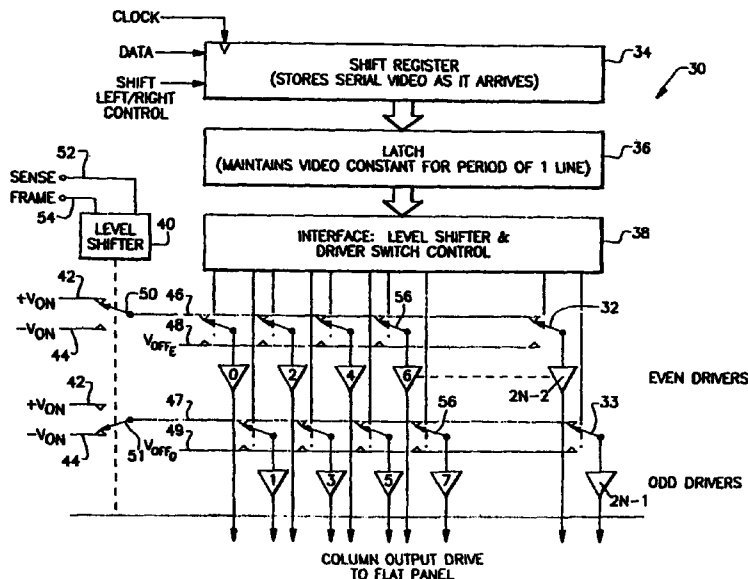 CLOCK
DATA
SHIFT
LEFT/RIGHT
CONTROL
SHIFT REGISTER
(STORES SERIAL VIDEO AS IT ARRIVES)
34
30
LATCH
(MAINTAINS VIDEO CONSTANT FOR PERIOD OF 1 LINE)
36
52
SENSE
FRAME
54
LEVEL
SHIFTER
40
INTERFACE: LEVEL SHIFTER &
DRIVER SWITCH CONTROL
38
42
+VON
50
46
56
32
-VON
44
48
VOFFE
0
2
4
6
2N-2
EVEN DRIVERS
42
+VON
47
56
33
-VON
44
51
49
VOFFO
1
3
5
7
2N-1
ODD DRIVERS
COLUMN OUTPUT DRIVE
TO FLAT PANEL